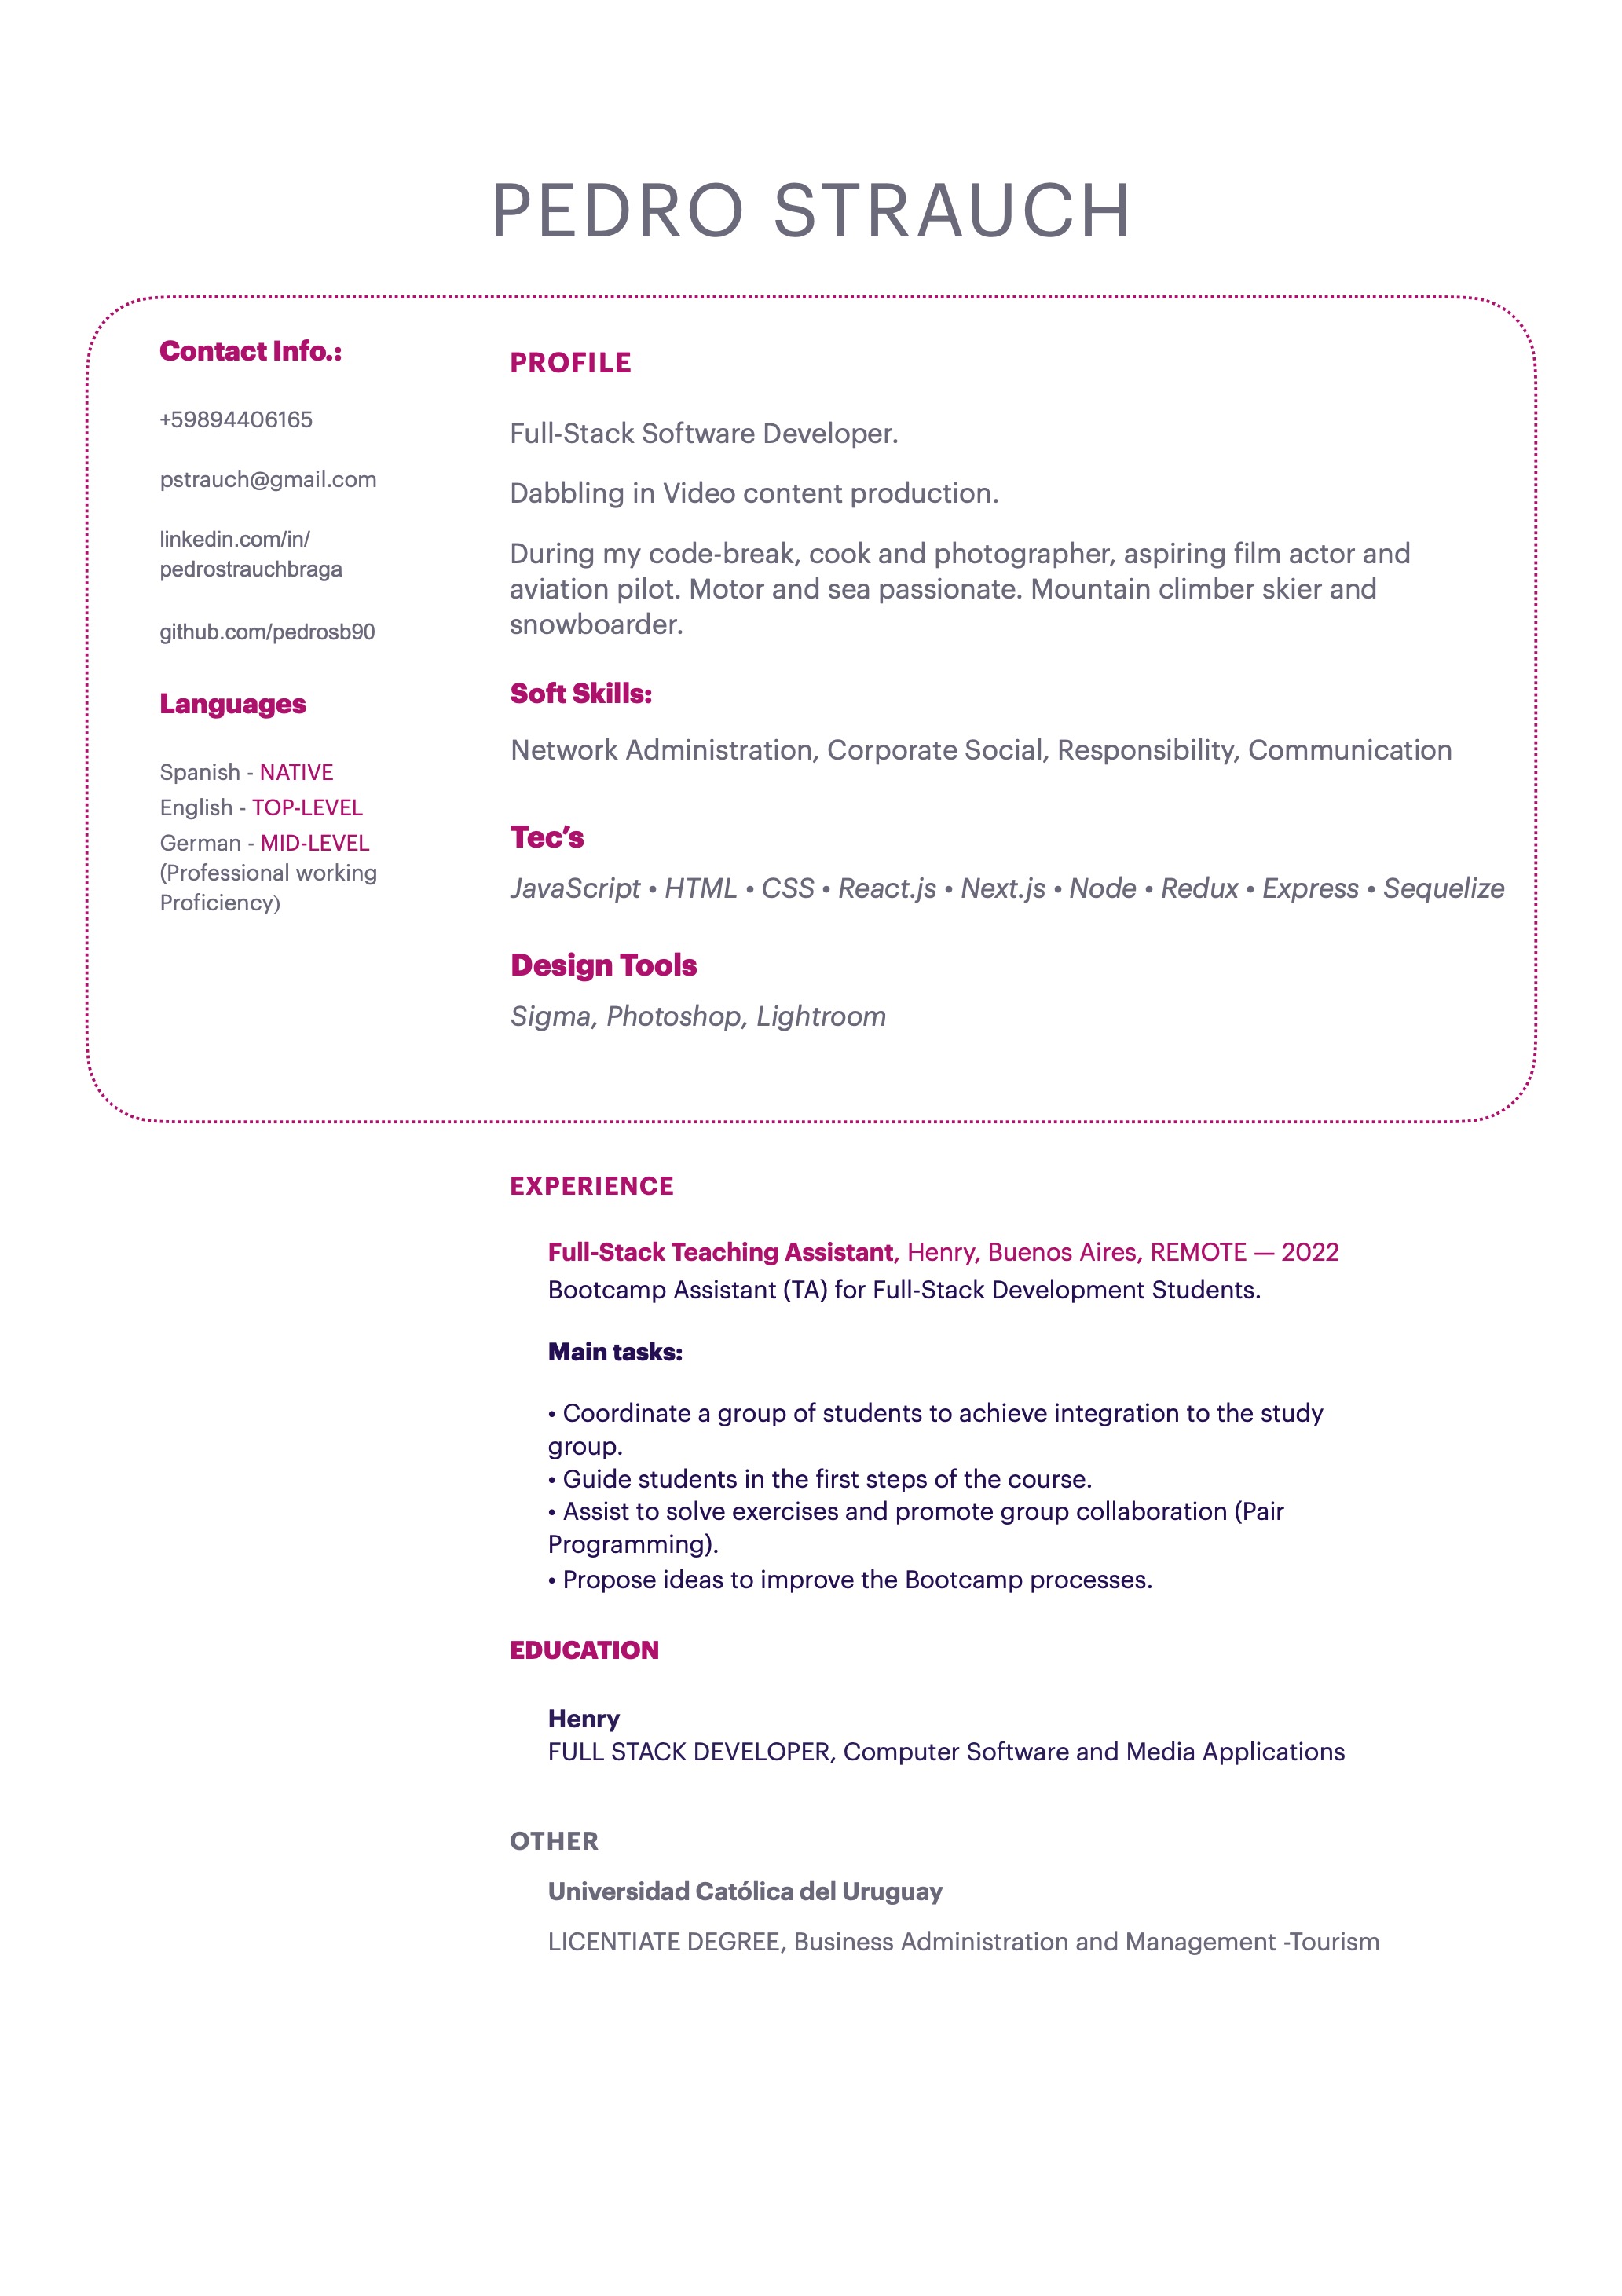 PEDRO STRAUCH
Contact Info.:
+59894406165
pstrauch@gmail.com
linkedin.com/in/
pedrostrauchbraga
github.com/pedrosb90
Languages
Spanish - NATIVE
English - TOP-LEVEL
German - MID-LEVEL
(Professional working
Proficiency)
PROFILE
Full-Stack Software Developer.
Dabbling in Video content production.
During my code-break, cook and photographer, aspiring film actor and
aviation pilot. Motor and sea passionate. Mountain climber skier and
snowboarder.
Soft Skills:
Network Administration, Corporate Social, Responsibility, Communication
Tec’s
JavaScript • HTML • CSS • React.js • Next.js • Node • Redux • Express • Sequelize
Design Tools
Sigma, Photoshop, Lightroom
EXPERIENCE
Full-Stack Teaching Assistant, Henry, Buenos Aires, REMOTE — 2022
Bootcamp Assistant (TA) for Full-Stack Development Students.
Main tasks:
• Coordinate a group of students to achieve integration to the study
group.
• Guide students in the first steps of the course.
• Assist to solve exercises and promote group collaboration (Pair
Programming).
• Propose ideas to improve the Bootcamp processes.
EDUCATION
Henry
FULL STACK DEVELOPER, Computer Software and Media Applications
OTHER
Universidad Católica del Uruguay
LICENTIATE DEGREE, Business Administration and Management -Tourism